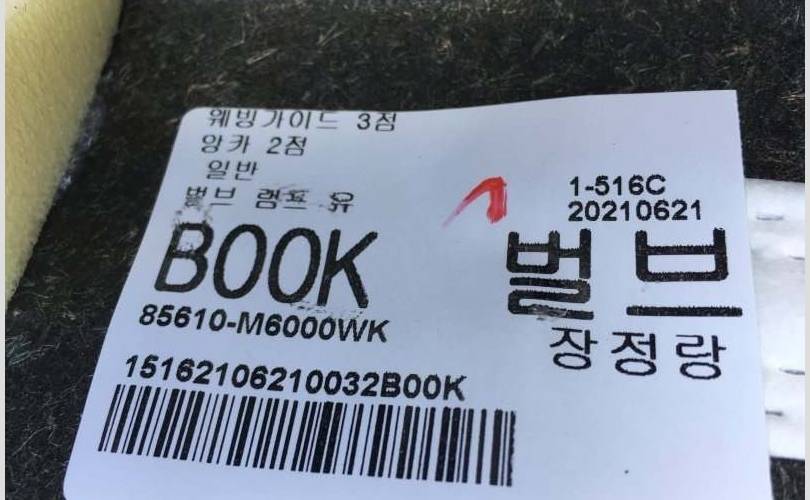 웨빙가이드 3점
앙카 2점
일반
벌브 램프 유
1-516C
20210621
B00K
벌브
85610-M6000WK
장정랑
15162106210032B00K